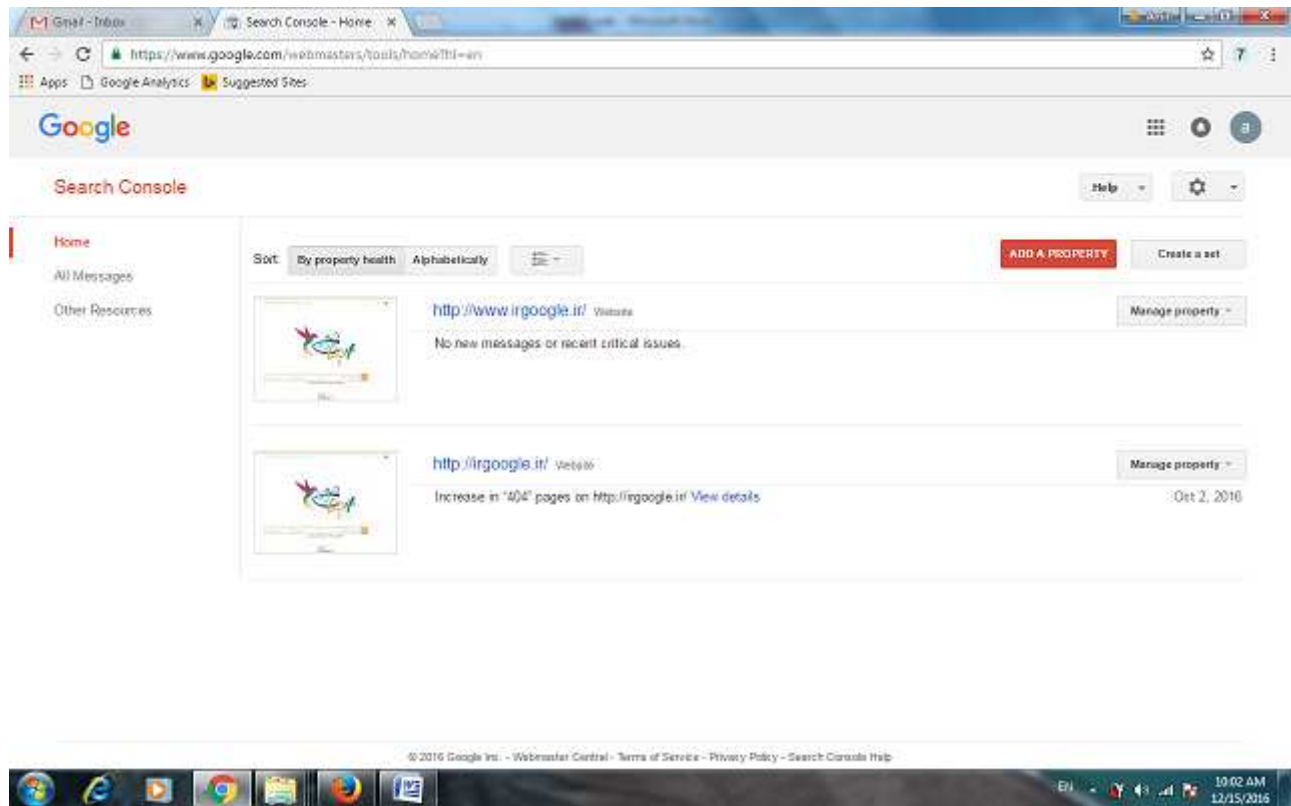 Gmail - Inbox
Search Console - Home
https://www.google.com/webmasters/tools/home?hl=en
Apps Google Analytics Suggested Sites
Google
a
Search Console
Help
Home
All Messages
Other Resources
Sort By property health Alphabetically
ADD A PROPERTY Create a set
http://www.irgoogle.ir/ Website
Manage property
No new messages or recent critical issues.
http://irgoogle.ir/ Website
Manage property
Increase in "404" pages on http://irgoogle.ir/ View details
Oct 2, 2016
© 2016 Google Inc. - Webmaster Central - Terms of Service - Privacy Policy - Search Console Help
EN
10:02 AM
12/15/2016